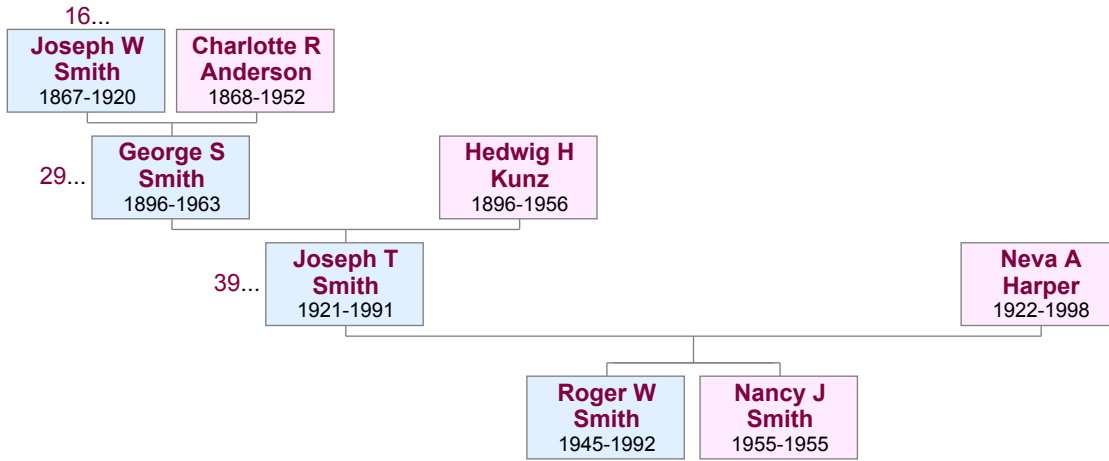 16...
Joseph W
Smith
1867-1920
Charlotte R
Anderson
1868-1952
29...
George S
Smith
1896-1963
Hedwig H
Kunz
1896-1956
39...
Joseph T
Smith
1921-1991
Neva A
Harper
1922-1998
Roger W
Smith
1945-1992
Nancy J
Smith
1955-1955